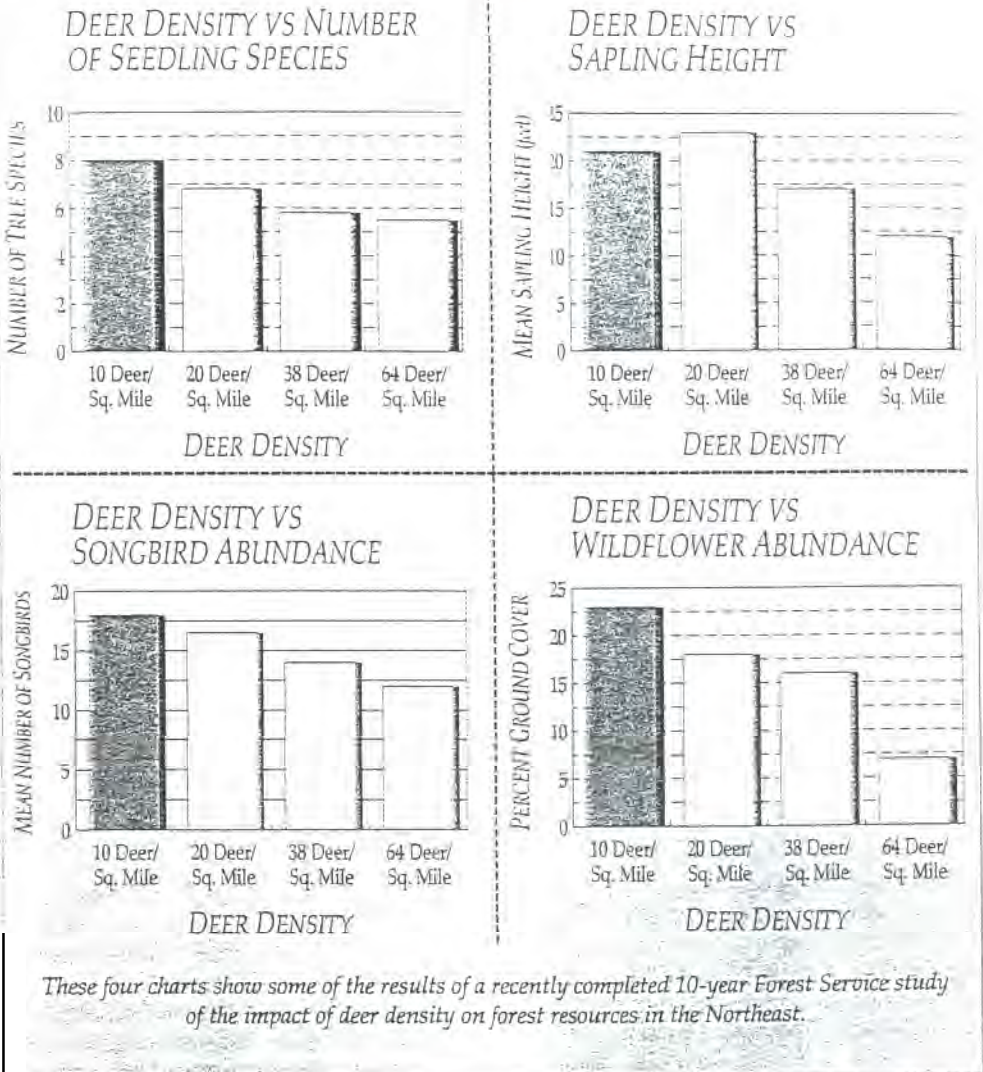 DEER DENSITY VS NUMBER
OF SEEDLING SPECIES
NUMBER OF TREE SPECIES
10
8
6
4
2
0
10 Deer/
Sq. Mile
20 Deer/
Sq. Mile
38 Deer/
Sq. Mile
64 Deer/
Sq. Mile
DEER DENSITY
DEER DENSITY VS
SAPLING HEIGHT
MEAN SAPLING HEIGHT (feet)
15
20
15
10
5
0
10 Deer/
Sq. Mile
20 Deer/
Sq. Mile
38 Deer/
Sq. Mile
64 Deer/
Sq. Mile
DEER DENSITY
DEER DENSITY VS
SONGBIRD ABUNDANCE
MEAN NUMBER OF SONGBIRDS
20
15
10
5
0
10 Deer/
Sq. Mile
20 Deer/
Sq. Mile
38 Deer/
Sq. Mile
64 Deer/
Sq. Mile
DEER DENSITY
DEER DENSITY VS
WILDFLOWER ABUNDANCE
PERCENT GROUND COVER
25
20
15
10
5
0
10 Deer/
Sq. Mile
20 Deer/
Sq. Mile
38 Deer/
Sq. Mile
64 Deer/
Sq. Mile
DEER DENSITY
These four charts show some of the results of a recently completed 10-year Forest Service study
of the impact of deer density on forest resources in the Northeast.